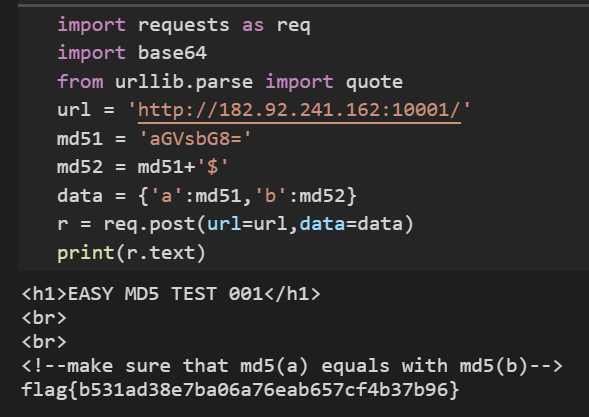 import requests as req
import base64
from urllib.parse import quote
url = 'http://182.92.241.162:10001/'
md51 = 'aGVsbG8='
md52 = md51+'$'
data = {'a':md51,'b':md52}
r = req.post(url=url,data=data)
print(r.text)
<h1>EASY MD5 TEST 001</h1>
<br>
<br>
<!--make sure that md5(a) equals with md5(b)-->
flag{b531ad38e7ba06a76eab657cf4b37b96}